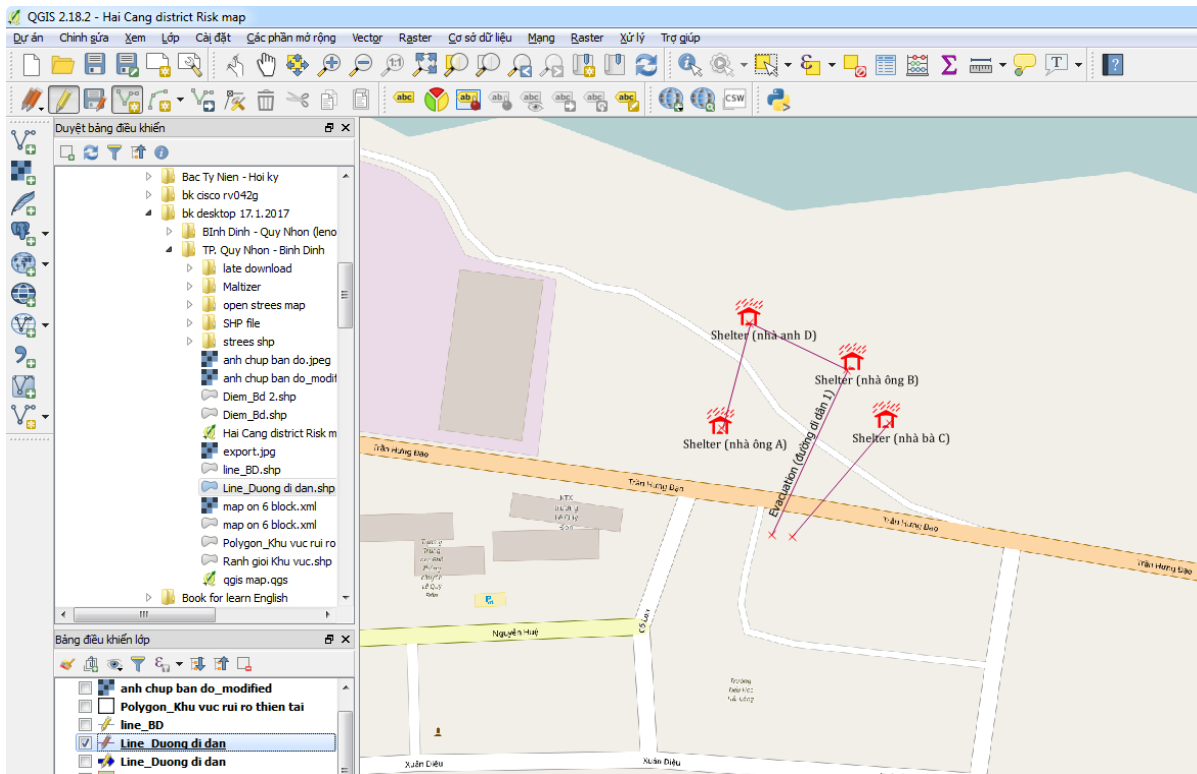 QGIS 2.18.2 - Hai Cang district Risk map
Dự án Chỉnh sửa Xem Lớp Cài đặt Các phần mở rộng Vector Raster Cơ sở dữ liệu Mạng Raster Xử lý Trợ giúp
Duyệt bảng điều khiển
Bac Ty Nien - Hoi ky
bk cisco rv042g
bk desktop 17.1.2017
BInh Dinh - Quy Nhon (leno
TP. Quy Nhon - Binh Dinh
late download
Maltizer
open strees map
SHP file
strees shp
anh chup ban do.jpeg
anh chup ban do_modif
Diem_Bd 2.shp
Diem_Bd.shp
Hai Cang district Risk m
export.jpg
line_BD.shp
Line_Duong di dan.shp
map on 6 block.xml
map on 6 block.xml
Polygon_Khu vuc rui ro
Ranh gioi Khu vuc.shp
qgis map.qgs
Book for learn English
Bảng điều khiển lớp
anh chup ban do_modified
Polygon_Khu vuc rui ro thien tai
line_BD
Line_Duong di dan
Line_Duong di dan
Shelter (nhà anh D)
Shelter (nhà ông B)
Shelter (nhà ông A)
Shelter (nhà bà C)
Evacuation (đường di dân 1)
Trần Hưng Đạo
Trần Hưng Đạo
Trần Hưng Đạo
Trần Hưng Đạo
Nguyễn Huệ
Xuân Diệu
Xuân Diệu